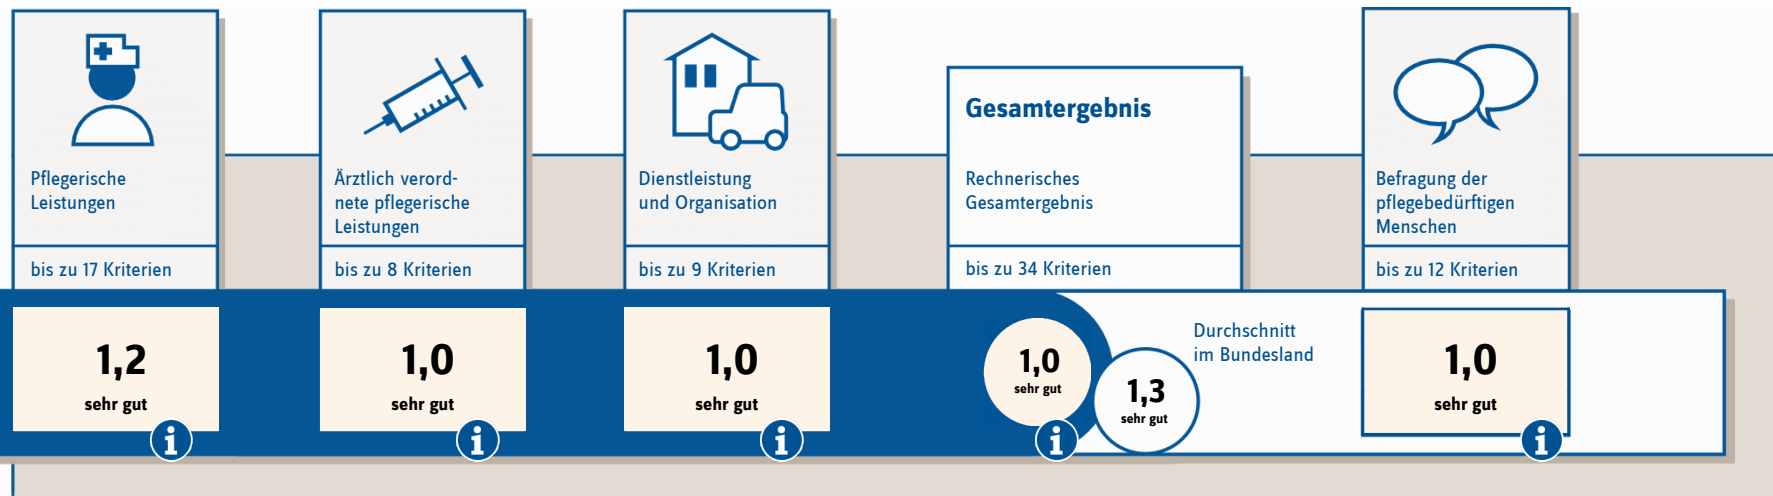 Pflegerische
Leistungen
bis zu 17 Kriterien
1,2
sehr gut
i
Ärztlich verord-
nete pflegerische
Leistungen
bis zu 8 Kriterien
1,0
sehr gut
i
Dienstleistung
und Organisation
bis zu 9 Kriterien
1,0
sehr gut
i
Gesamtergebnis
Rechnerisches
Gesamtergebnis
bis zu 34 Kriterien
1,0
sehr gut
i
1,3
sehr gut
Durchschnitt
im Bundesland
Befragung der
pflegebedürftigen
Menschen
bis zu 12 Kriterien
1,0
sehr gut
i